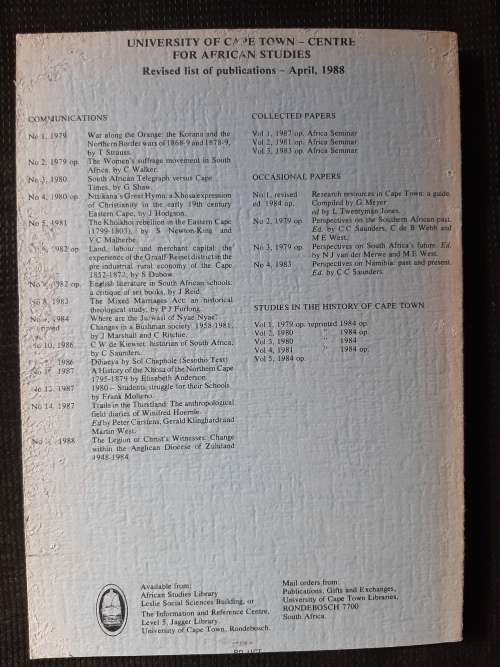 UNIVERSITY OF CAPE TOWN – CENTRE
FOR AFRICAN STUDIES
Revised list of publications – April, 1988
COMMUNICATIONS
No 1, 1979 War along the Orange: the Korana and the
Northern Border wars of 1868-9 and 1878-9,
by T Strauss.
No 2, 1979 op. The Women's suffrage movement in South
Africa, by C Walker.
No 3, 1980 South African Telegraph versus Cape
Times, by G Shaw.
No 4, 1980 op. Ntsikana's Great Hymn: a Xhosa expression
of Christianity in the early 19th century
Eastern Cape, by J Hodgson.
No 5, 1981 The Khoikhoi rebellion in the Eastern Cape
(1799-1803), by S Newton-King and
V C Malherbe.
1982 op. Land, labour and merchant capital: the
experience of the Graaff-Reinet district in the
pre-industrial rural economy of the Cape
1852-1872, by S Dubow.
1982 op. English literature in South African schools:
a critique of set books, by J Reid.
No 8, 1983 The Mixed Marriages Act: an historical
theological study, by P J Furlong.
1984 Where are the Ju/wasi of Nyae Nyae?
Changes in a Bushman society: 1958-1981,
by J Marshall and C Ritchie.
No 10, 1986 C W de Kiewiet: historian of South Africa,
by C Saunders.
1986 by Sol Chaphole (Sesotho Text)
1987 A History of the Xhosa of the Northern Cape
1795-1879 by Elisabeth Anderson.
No 13, 1987 1980 – Students struggle for their Schools
by Frank Molteno.
No 14, 1987 Trails in the Thirstland: The anthropological
field diaries of Winifred Hoernle.
Ed by Peter Carstens, Gerald Klinghardt and
Martin West.
1988 The Legion of Christ's Witnesses: Change
within the Anglican Diocese of Zululand
1948-1984.
COLLECTED PAPERS
Vol 1, 1987 op. Africa Seminar
Vol 2, 1981 op. Africa Seminar
Vol 3, 1983 op. Africa Seminar
OCCASIONAL PAPERS
No 1, revised Research resources in Cape Town: a guide.
ed 1984 op. Compiled by G Meyer
ed by L Twentyman Jones.
No 2, 1979 op. Perspectives on the Southern African past.
Ed. by C C Saunders, C de B Webb and
M E West.
No 3, 1979 op. Perspectives on South Africa's future. Ed.
by N J van der Merwe and M E West.
No 4, 1983 Perspectives on Namibia: past and present.
Ed. by C C Saunders.
STUDIES IN THE HISTORY OF CAPE TOWN
Vol 1, 1979 op. reprinted 1984 op.
Vol 2, 1980 " 1984 op.
Vol 3, 1980 " 1984
Vol 4, 1981 " 1984 op.
Vol 5, 1984 op.
Available from:
African Studies Library
Leslie Social Sciences Building, or
The Information and Reference Centre,
Level 5, Jagger Library.
University of Cape Town, Rondebosch.
Mail orders from:
Publications, Gifts and Exchanges,
University of Cape Town Libraries,
RONDEBOSCH 7700
South Africa.